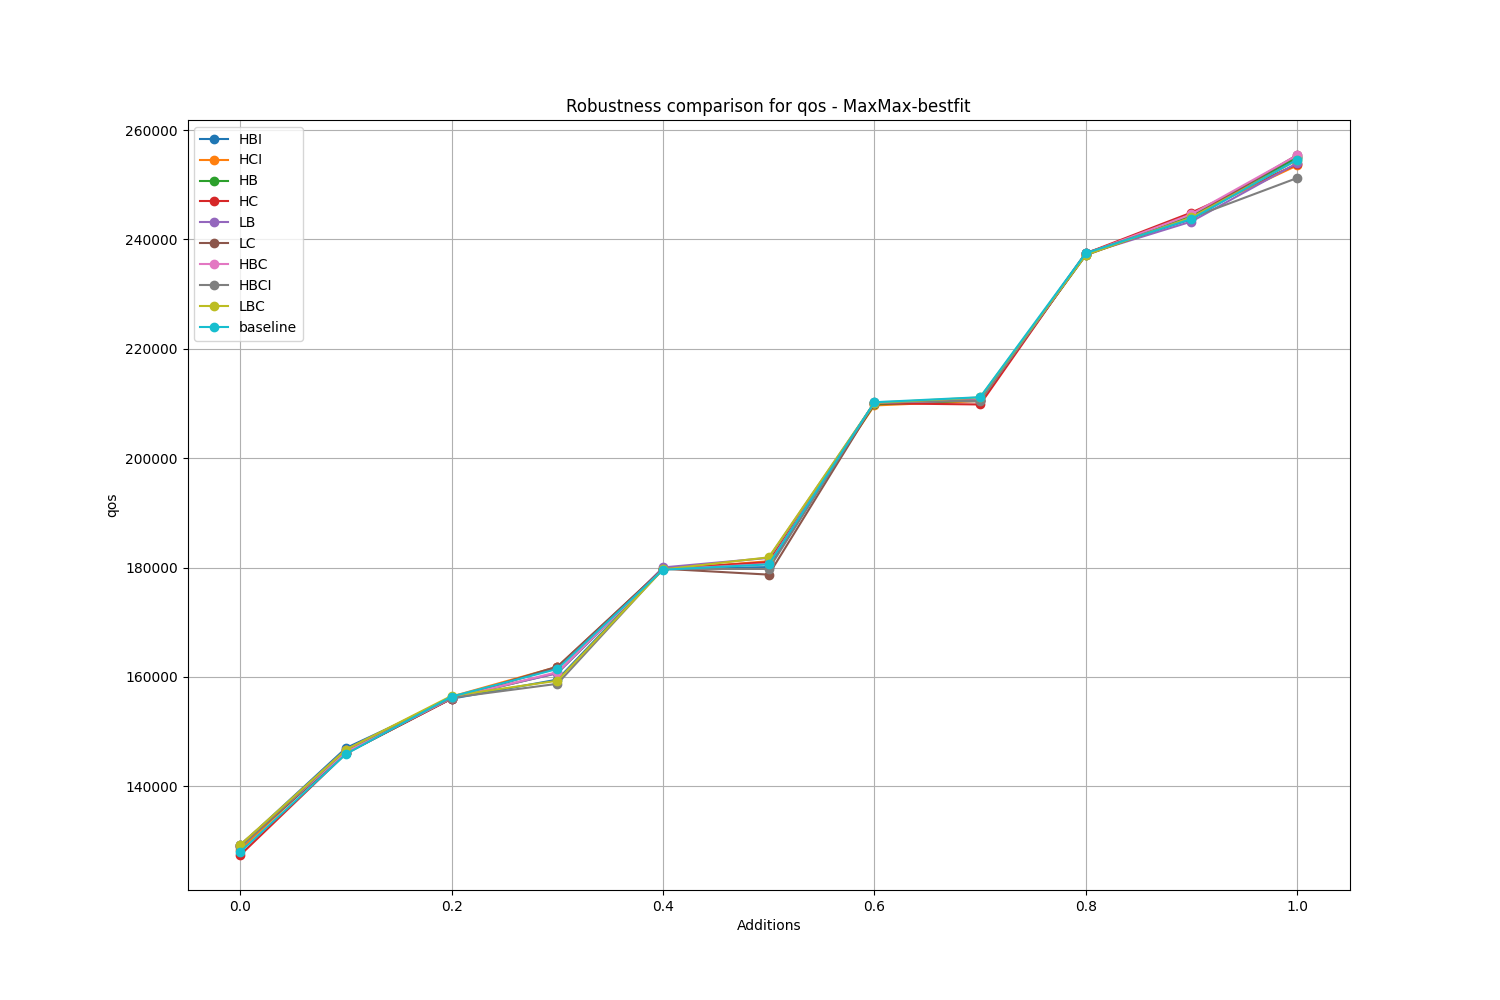 Robustness comparison for qos - MaxMax-bestfit
260000
240000
220000
200000
180000
160000
140000
qos
HBI
HCI
HB
HC
LB
LC
HBC
HBCI
LBC
baseline
0.0 0.2 0.4 0.6 0.8 1.0
Additions